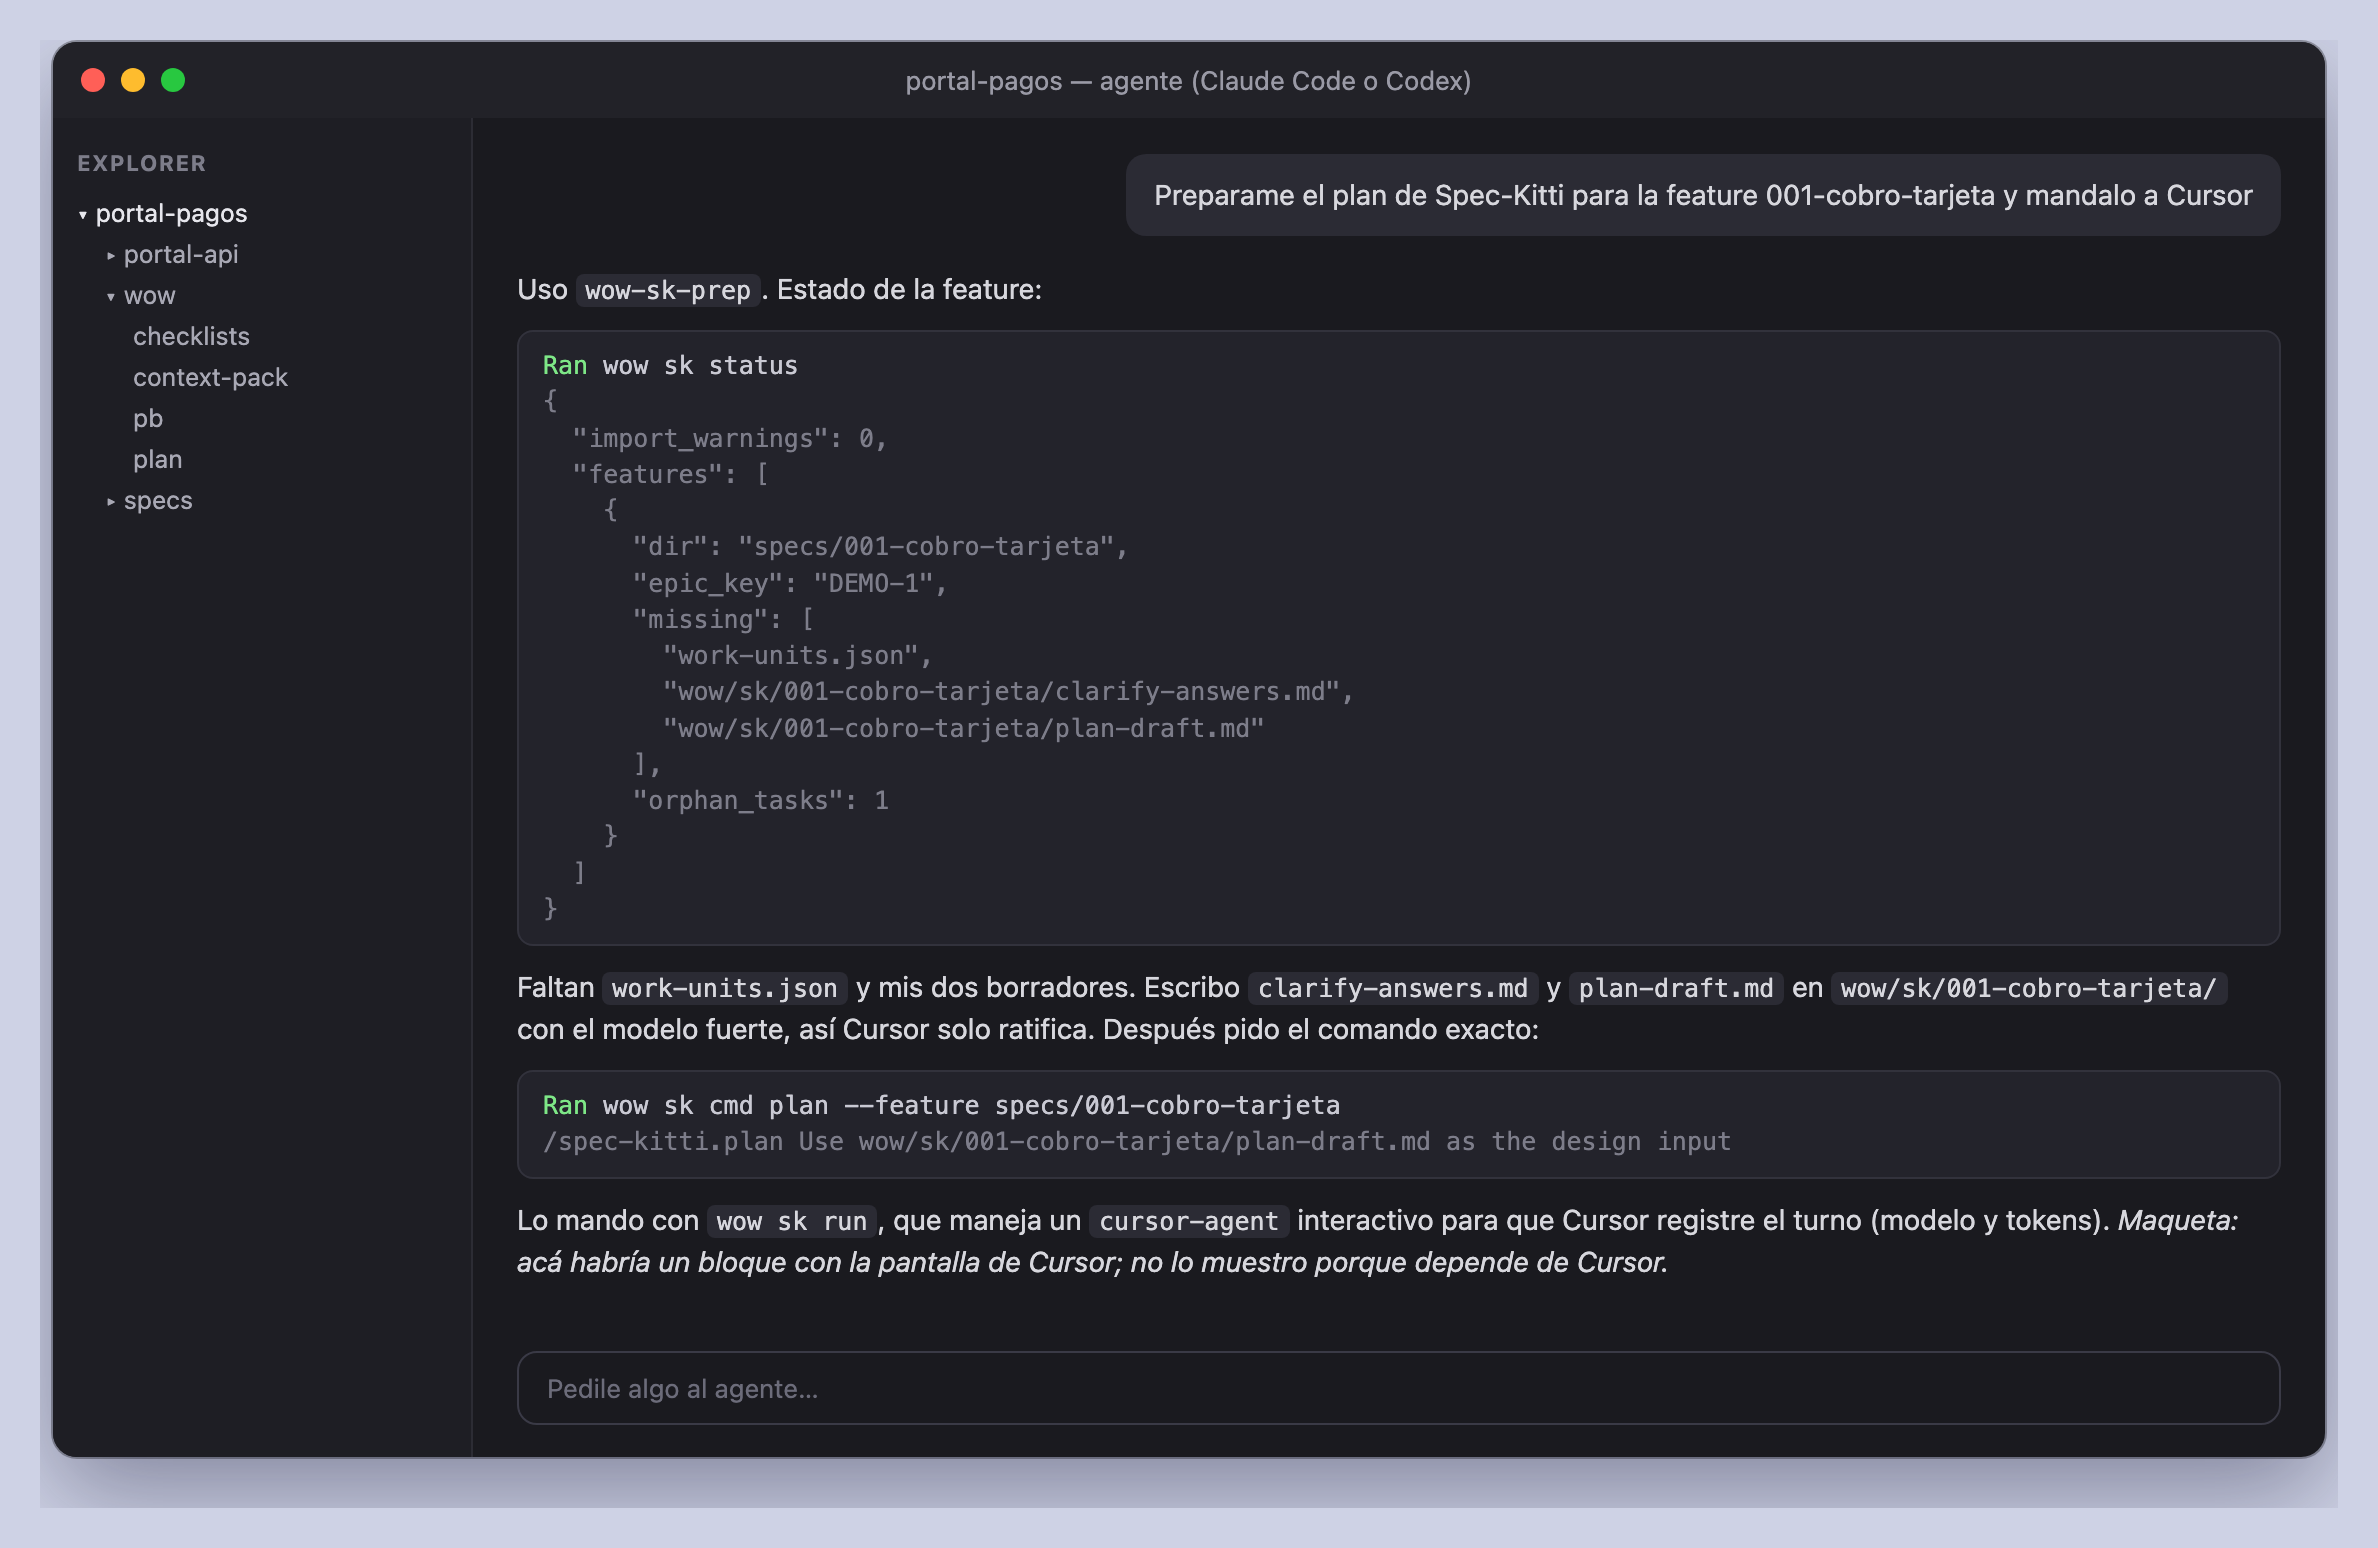 portal-pagos — agente (Claude Code o Codex)
EXPLORER
▾ portal-pagos
▸ portal-api
▾ wow
checklists
context-pack
pb
plan
▸ specs
Preparame el plan de Spec-Kitti para la feature 001-cobro-tarjeta y mandalo a Cursor
Uso wow-sk-prep. Estado de la feature:
Ran wow sk status
{
  "import_warnings": 0,
  "features": [
    {
      "dir": "specs/001-cobro-tarjeta",
      "epic_key": "DEMO-1",
      "missing": [
        "work-units.json",
        "wow/sk/001-cobro-tarjeta/clarify-answers.md",
        "wow/sk/001-cobro-tarjeta/plan-draft.md"
      ],
      "orphan_tasks": 1
    }
  ]
}
Faltan work-units.json y mis dos borradores. Escribo clarify-answers.md y plan-draft.md en wow/sk/001-cobro-tarjeta/
con el modelo fuerte, así Cursor solo ratifica. Después pido el comando exacto:
Ran wow sk cmd plan --feature specs/001-cobro-tarjeta
/spec-kitti.plan Use wow/sk/001-cobro-tarjeta/plan-draft.md as the design input
Lo mando con wow sk run, que maneja un cursor-agent interactivo para que Cursor registre el turno (modelo y tokens). Maqueta:
acá habría un bloque con la pantalla de Cursor; no lo muestro porque depende de Cursor.
Pedile algo al agente...